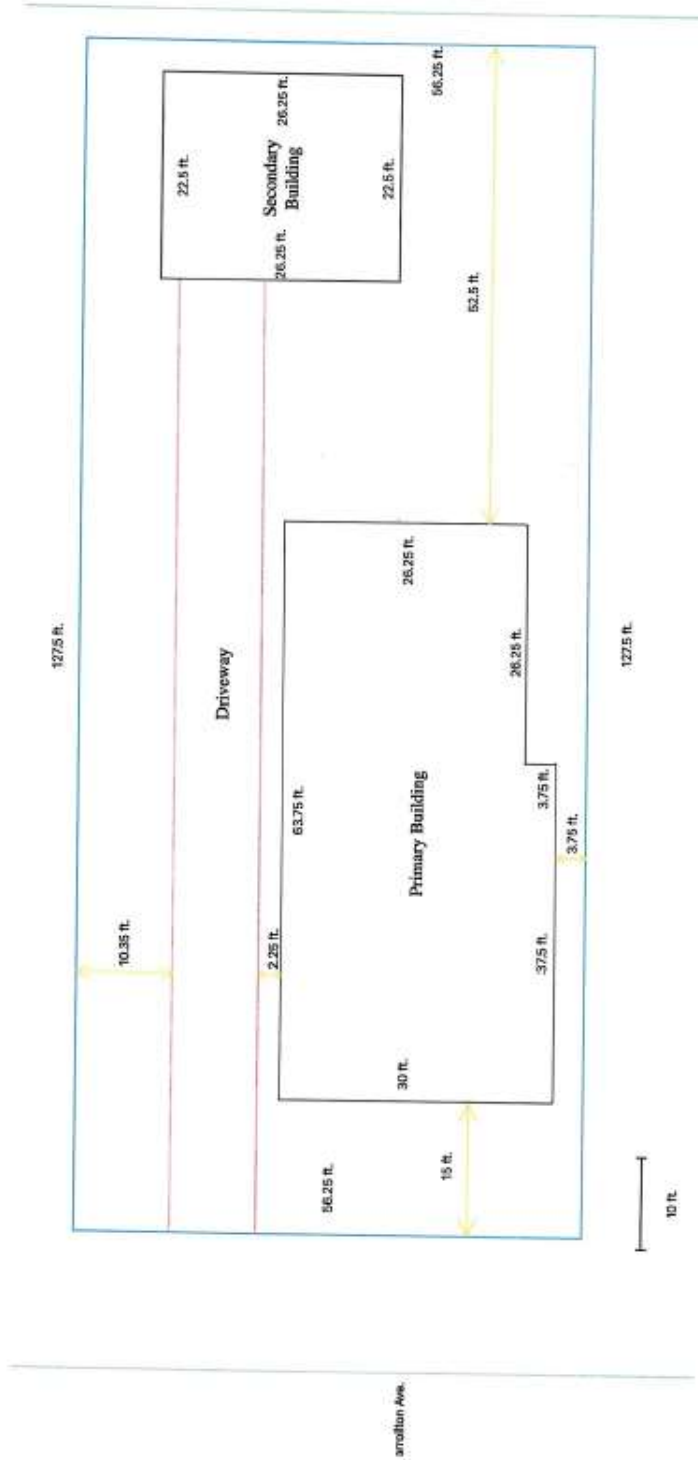 56.25 ft.
26.25 ft.
22.5 ft.
Secondary
Building
22.5 ft.
26.25 ft.
52.5 ft.
127.5 ft.
26.25 ft.
Driveway
26.25 ft.
127.5 ft.
63.75 ft.
Primary Building
3.75 ft.
3.75 ft.
10.35 ft.
2.25 ft.
37.5 ft.
30 ft.
56.25 ft.
15 ft.
10 ft.
arrollton Ave.